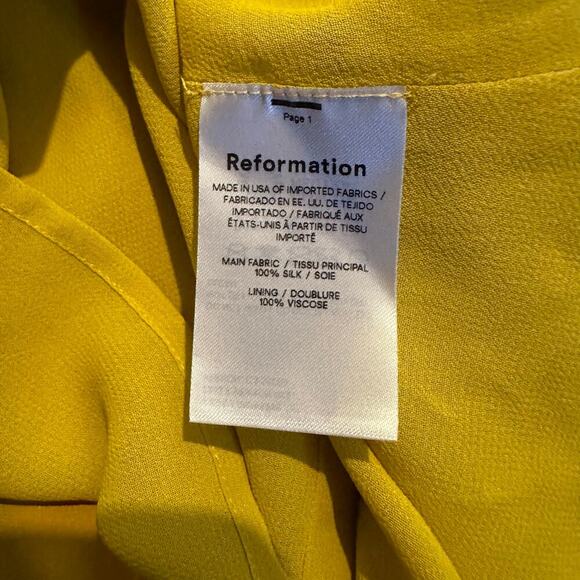 Page 1
Reformation
MADE IN USA OF IMPORTED FABRICS /
FABRICADO EN EE. UU. DE TEJIDO
IMPORTADO / FABRIQUÉ AUX
ÉTATS-UNIS À PARTIR DE TISSU
IMPORTÉ
MAIN FABRIC / TISSU PRINCIPAL
100% SILK / SOIE
LINING / DOUBLURE
100% VISCOSE